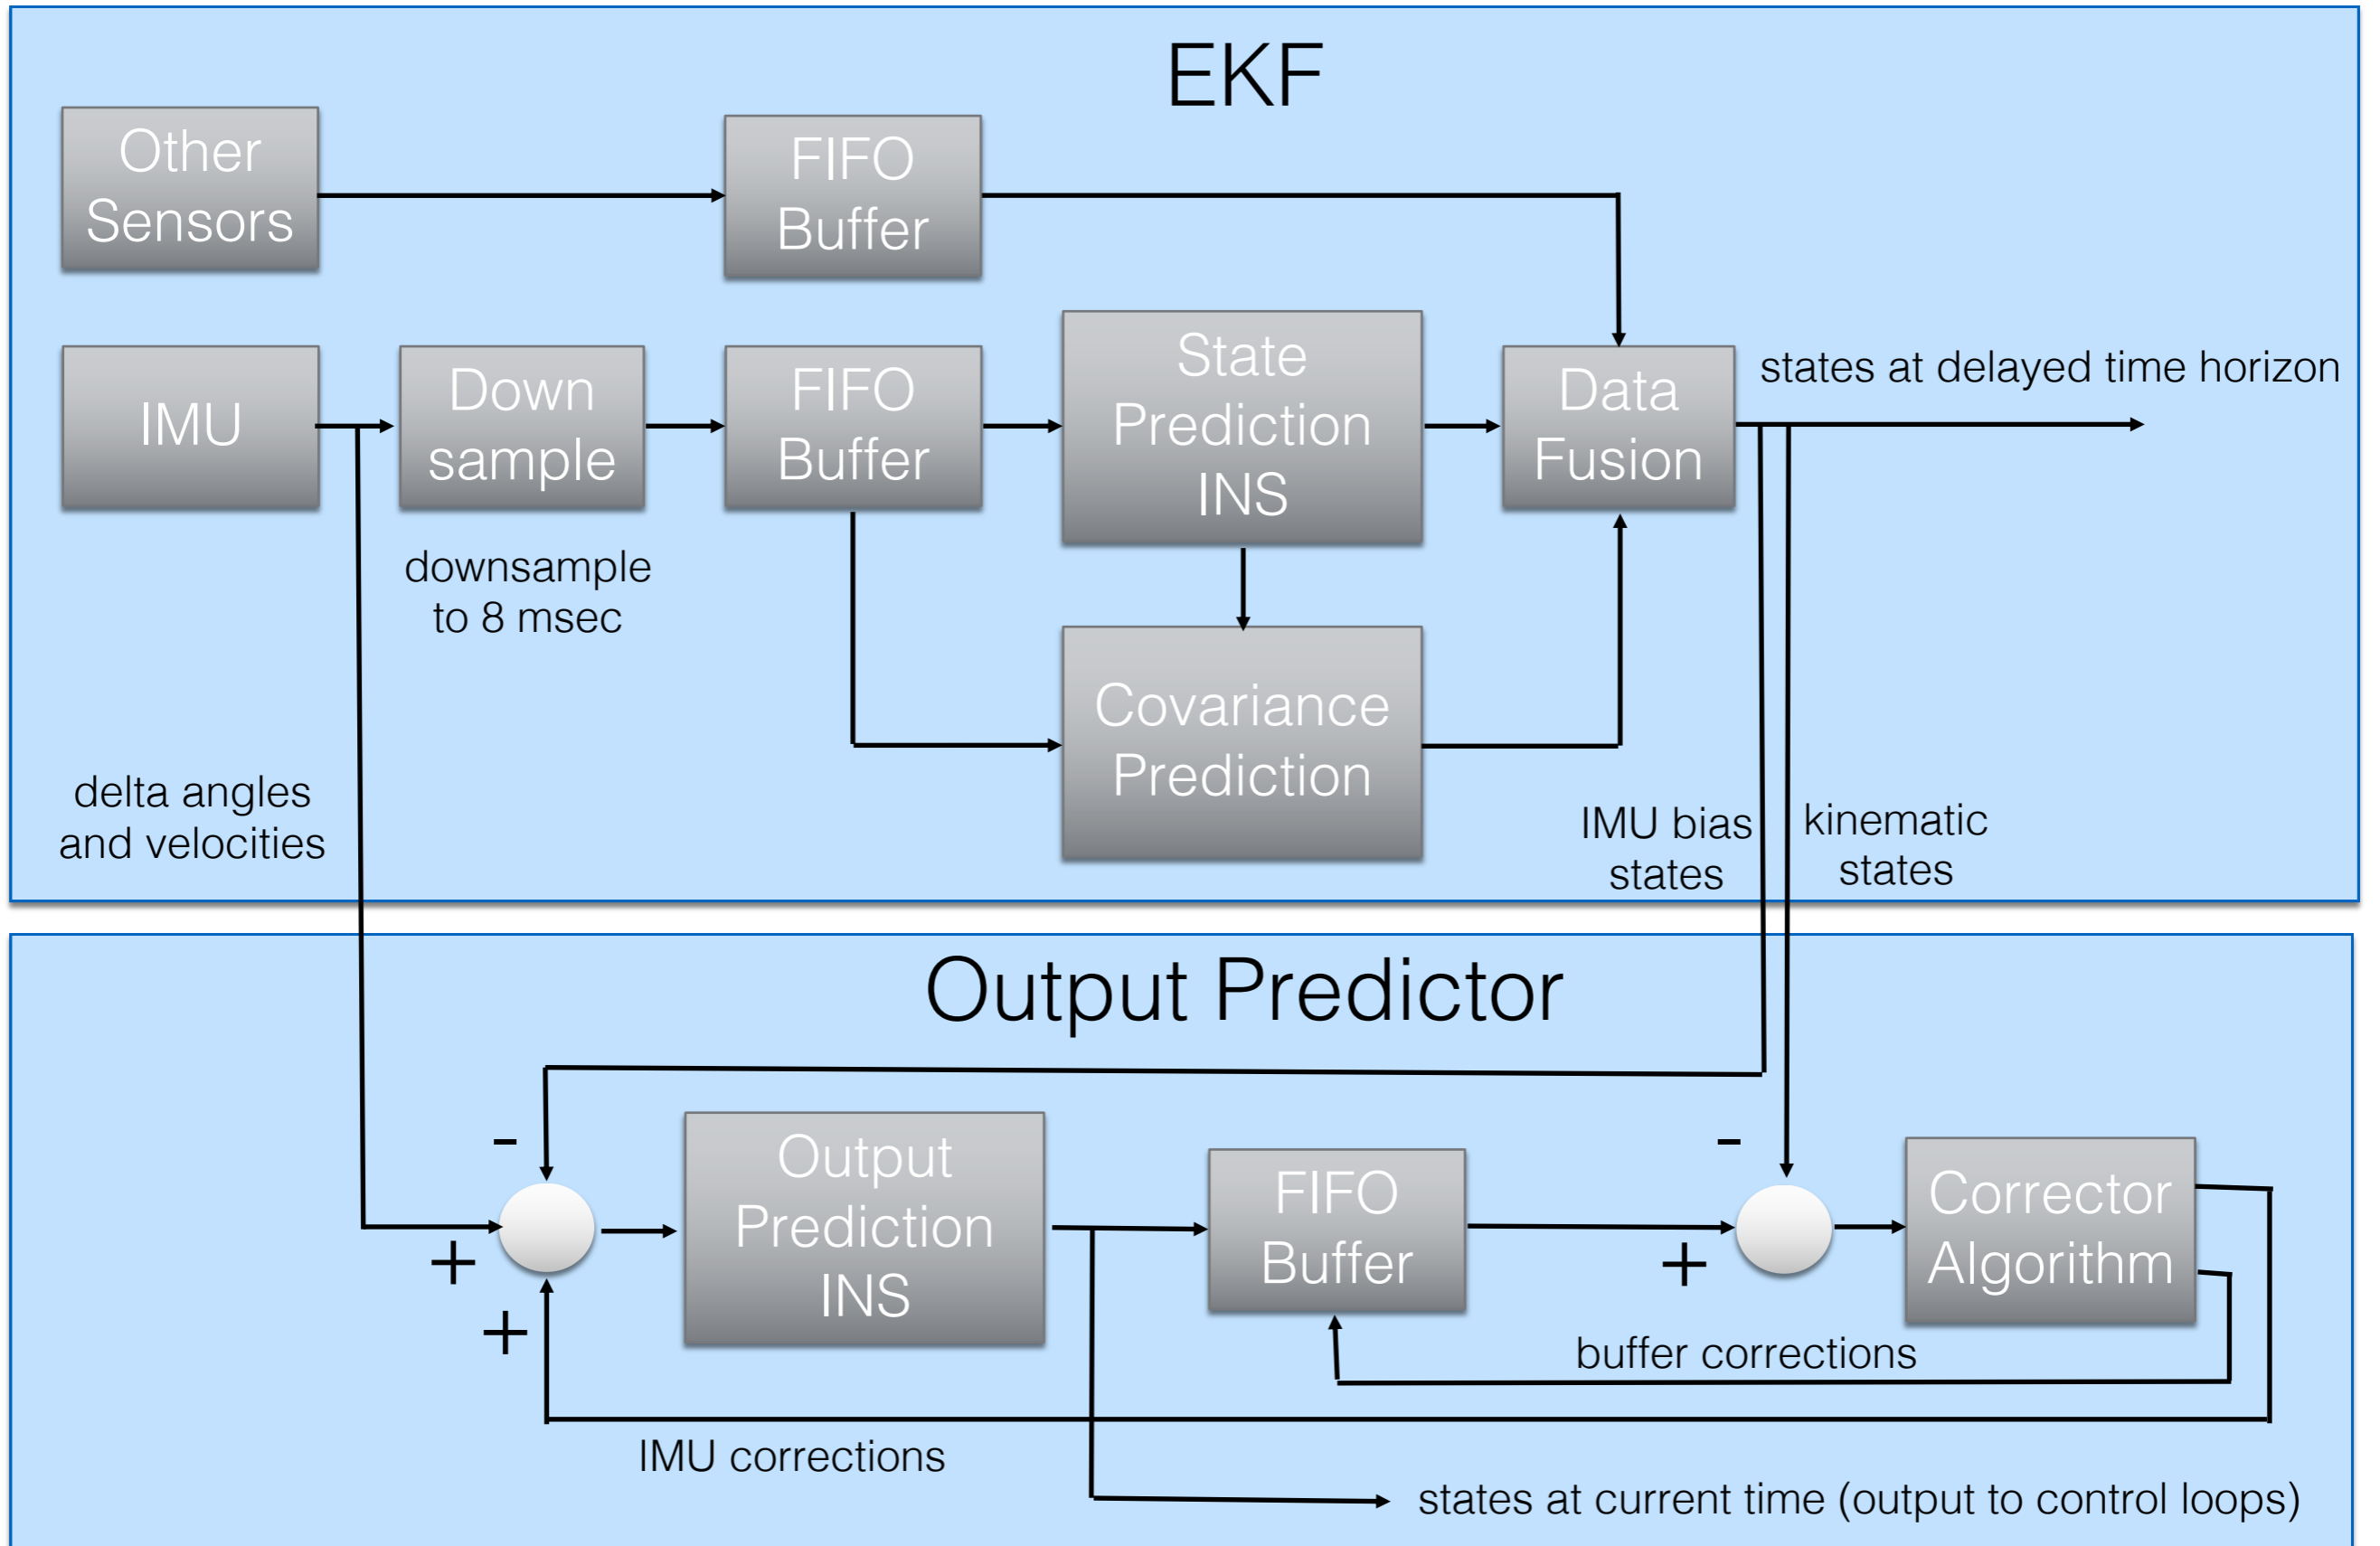 EKF
Other
Sensors
FIFO
Buffer
IMU
Down
sample
FIFO
Buffer
State
Prediction
INS
Data
Fusion
states at delayed time horizon
downsample
to 8 msec
Covariance
Prediction
delta angles
and velocities
IMU bias
states
kinematic
states
Output Predictor
-
+
+
Output
Prediction
INS
FIFO
Buffer
-
+
Corrector
Algorithm
buffer corrections
IMU corrections
states at current time (output to control loops)